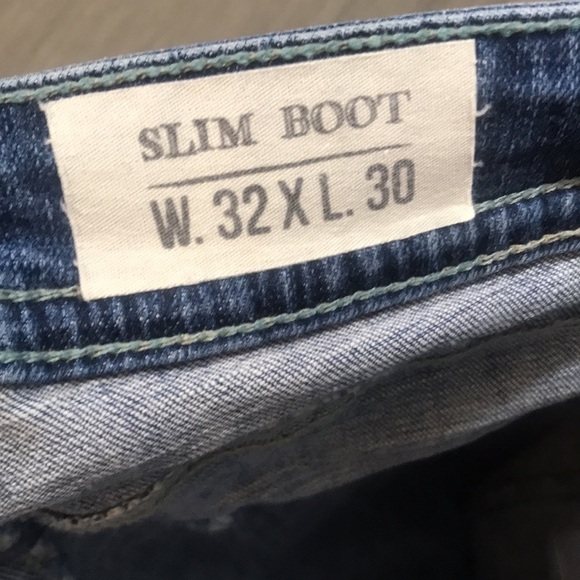 SLIM BOOT
W. 32 X L. 30